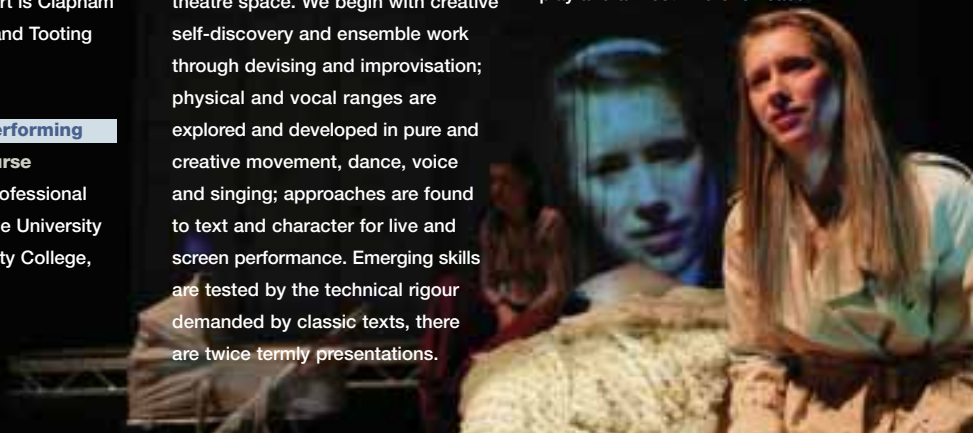 rt is Clapham
and Tooting
erforming
urse
ofessional
e University
ty College,
theatre space. We begin with creative
self-discovery and ensemble work
through devising and improvisation;
physical and vocal ranges are
explored and developed in pure and
creative movement, dance, voice
and singing; approaches are found
to text and character for live and
screen performance. Emerging skills
are tested by the technical rigour
demanded by classic texts, there
are twice termly presentations.